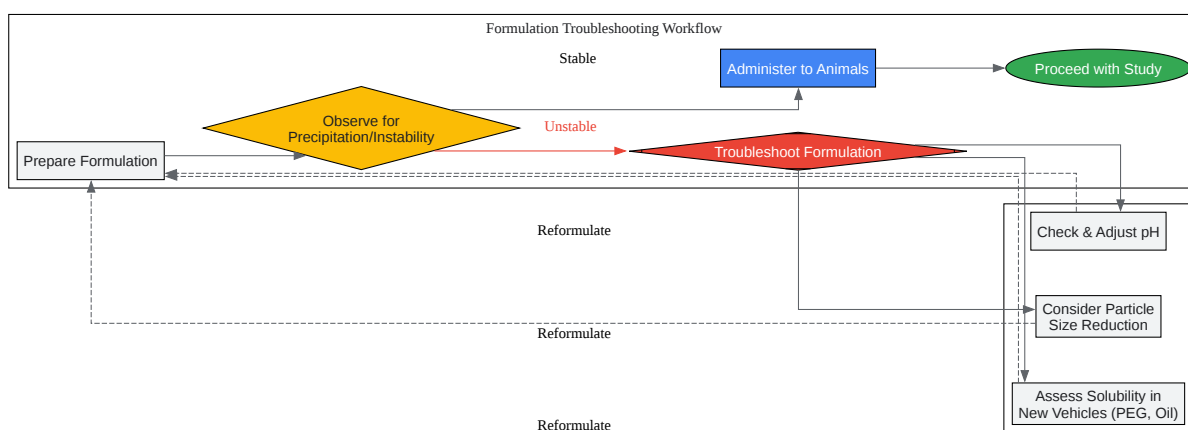 Formulation Troubleshooting Workflow
Stable
Administer to Animals
Proceed with Study
Observe for
Precipitation/Instability
Unstable
Prepare Formulation
Troubleshoot Formulation
Reformulate
Check & Adjust pH
Consider Particle
Size Reduction
Reformulate
Assess Solubility in
New Vehicles (PEG, Oil)
Reformulate